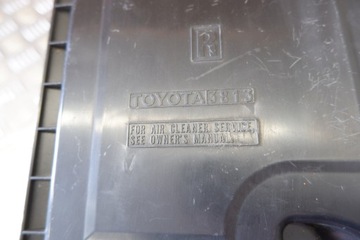 TOYOTA
FOR AIR CLEANER SERVICE,
SEE OWNER'S MANUAL.